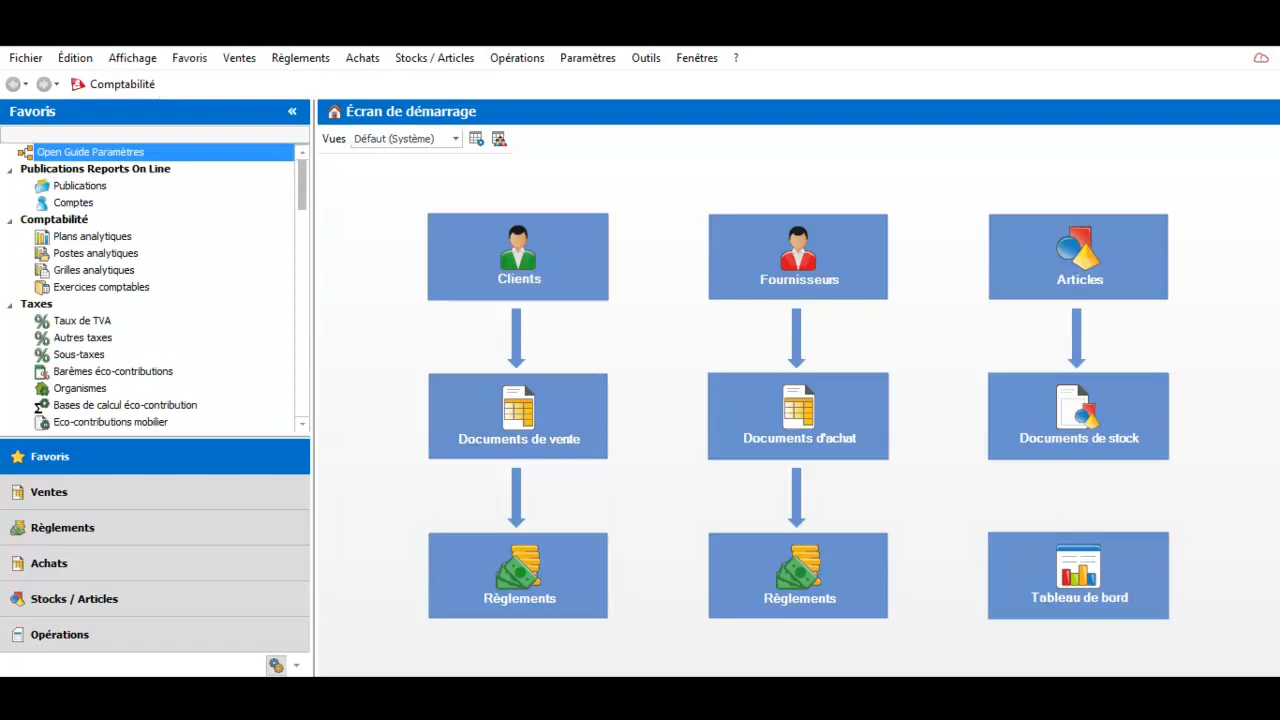 Fichier Édition Affichage Favoris Ventes Règlements Achats Stocks / Articles Opérations Paramètres Outils Fenêtres ?
Comptabilité
Favoris «
Open Guide Paramètres
Publications Reports On Line
Publications
Comptes
Comptabilité
Plans analytiques
Postes analytiques
Grilles analytiques
Exercices comptables
Taxes
Taux de TVA
Autres taxes
Sous-taxes
Barèmes éco-contributions
Organismes
Bases de calcul éco-contribution
Eco-contributions mobilier
Favoris
Ventes
Règlements
Achats
Stocks / Articles
Opérations
Écran de démarrage
Vues Défaut (Système)
Clients Fournisseurs Articles
Documents de vente Documents d'achat Documents de stock
Règlements Règlements Tableau de bord